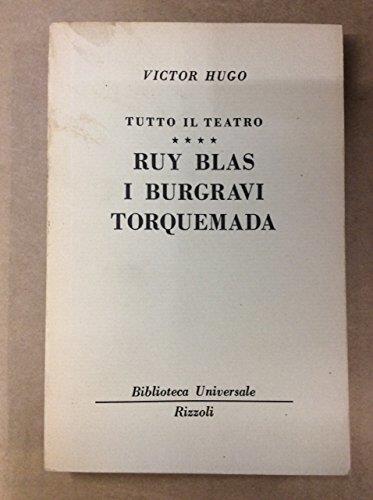 VICTOR HUGO
TUTTO IL TEATRO
★★★★
RUY BLAS
I BURGRAVI
TORQUEMADA
Biblioteca Universale
Rizzoli